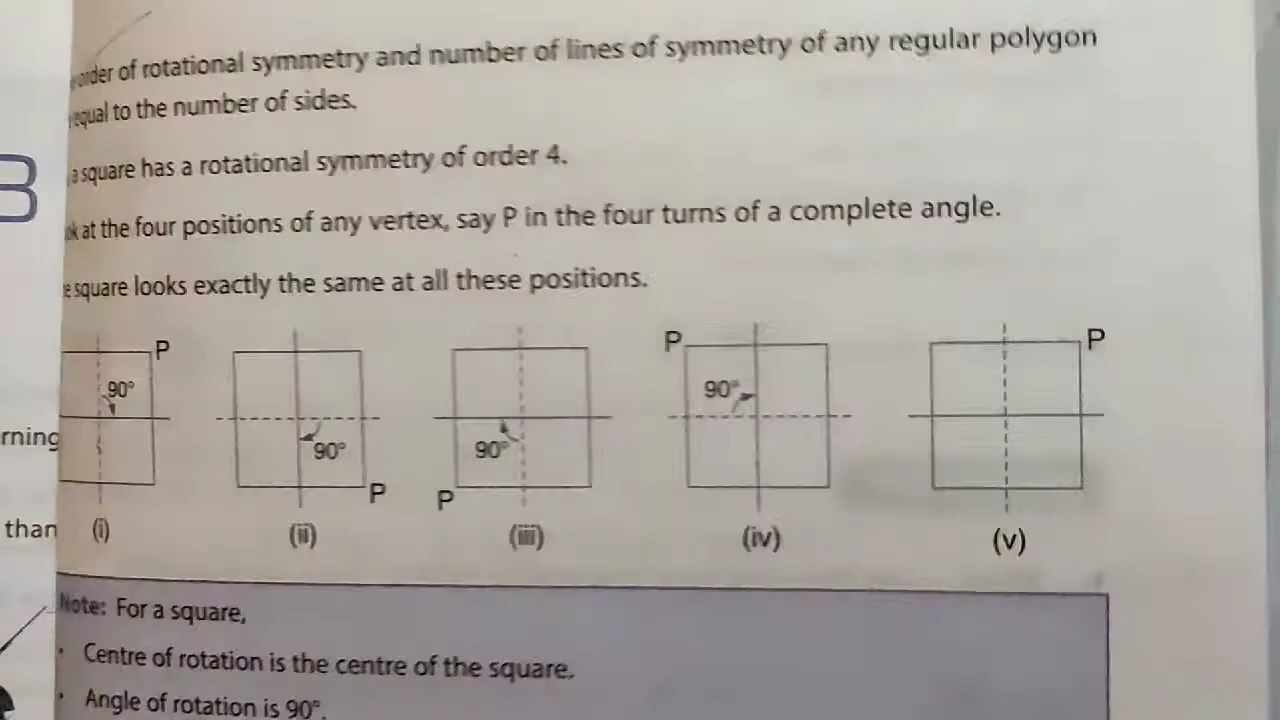 order of rotational symmetry and number of lines of symmetry of any regular polygon
equal to the number of sides.
a square has a rotational symmetry of order 4.
at the four positions of any vertex, say P in the four turns of a complete angle.
square looks exactly the same at all these positions.
P P
90° 90°
90° 90°
P P
P
(i) (ii) (iii) (iv) (v)
rning
than
Note: For a square,
• Centre of rotation is the centre of the square.
• Angle of rotation is 90°.